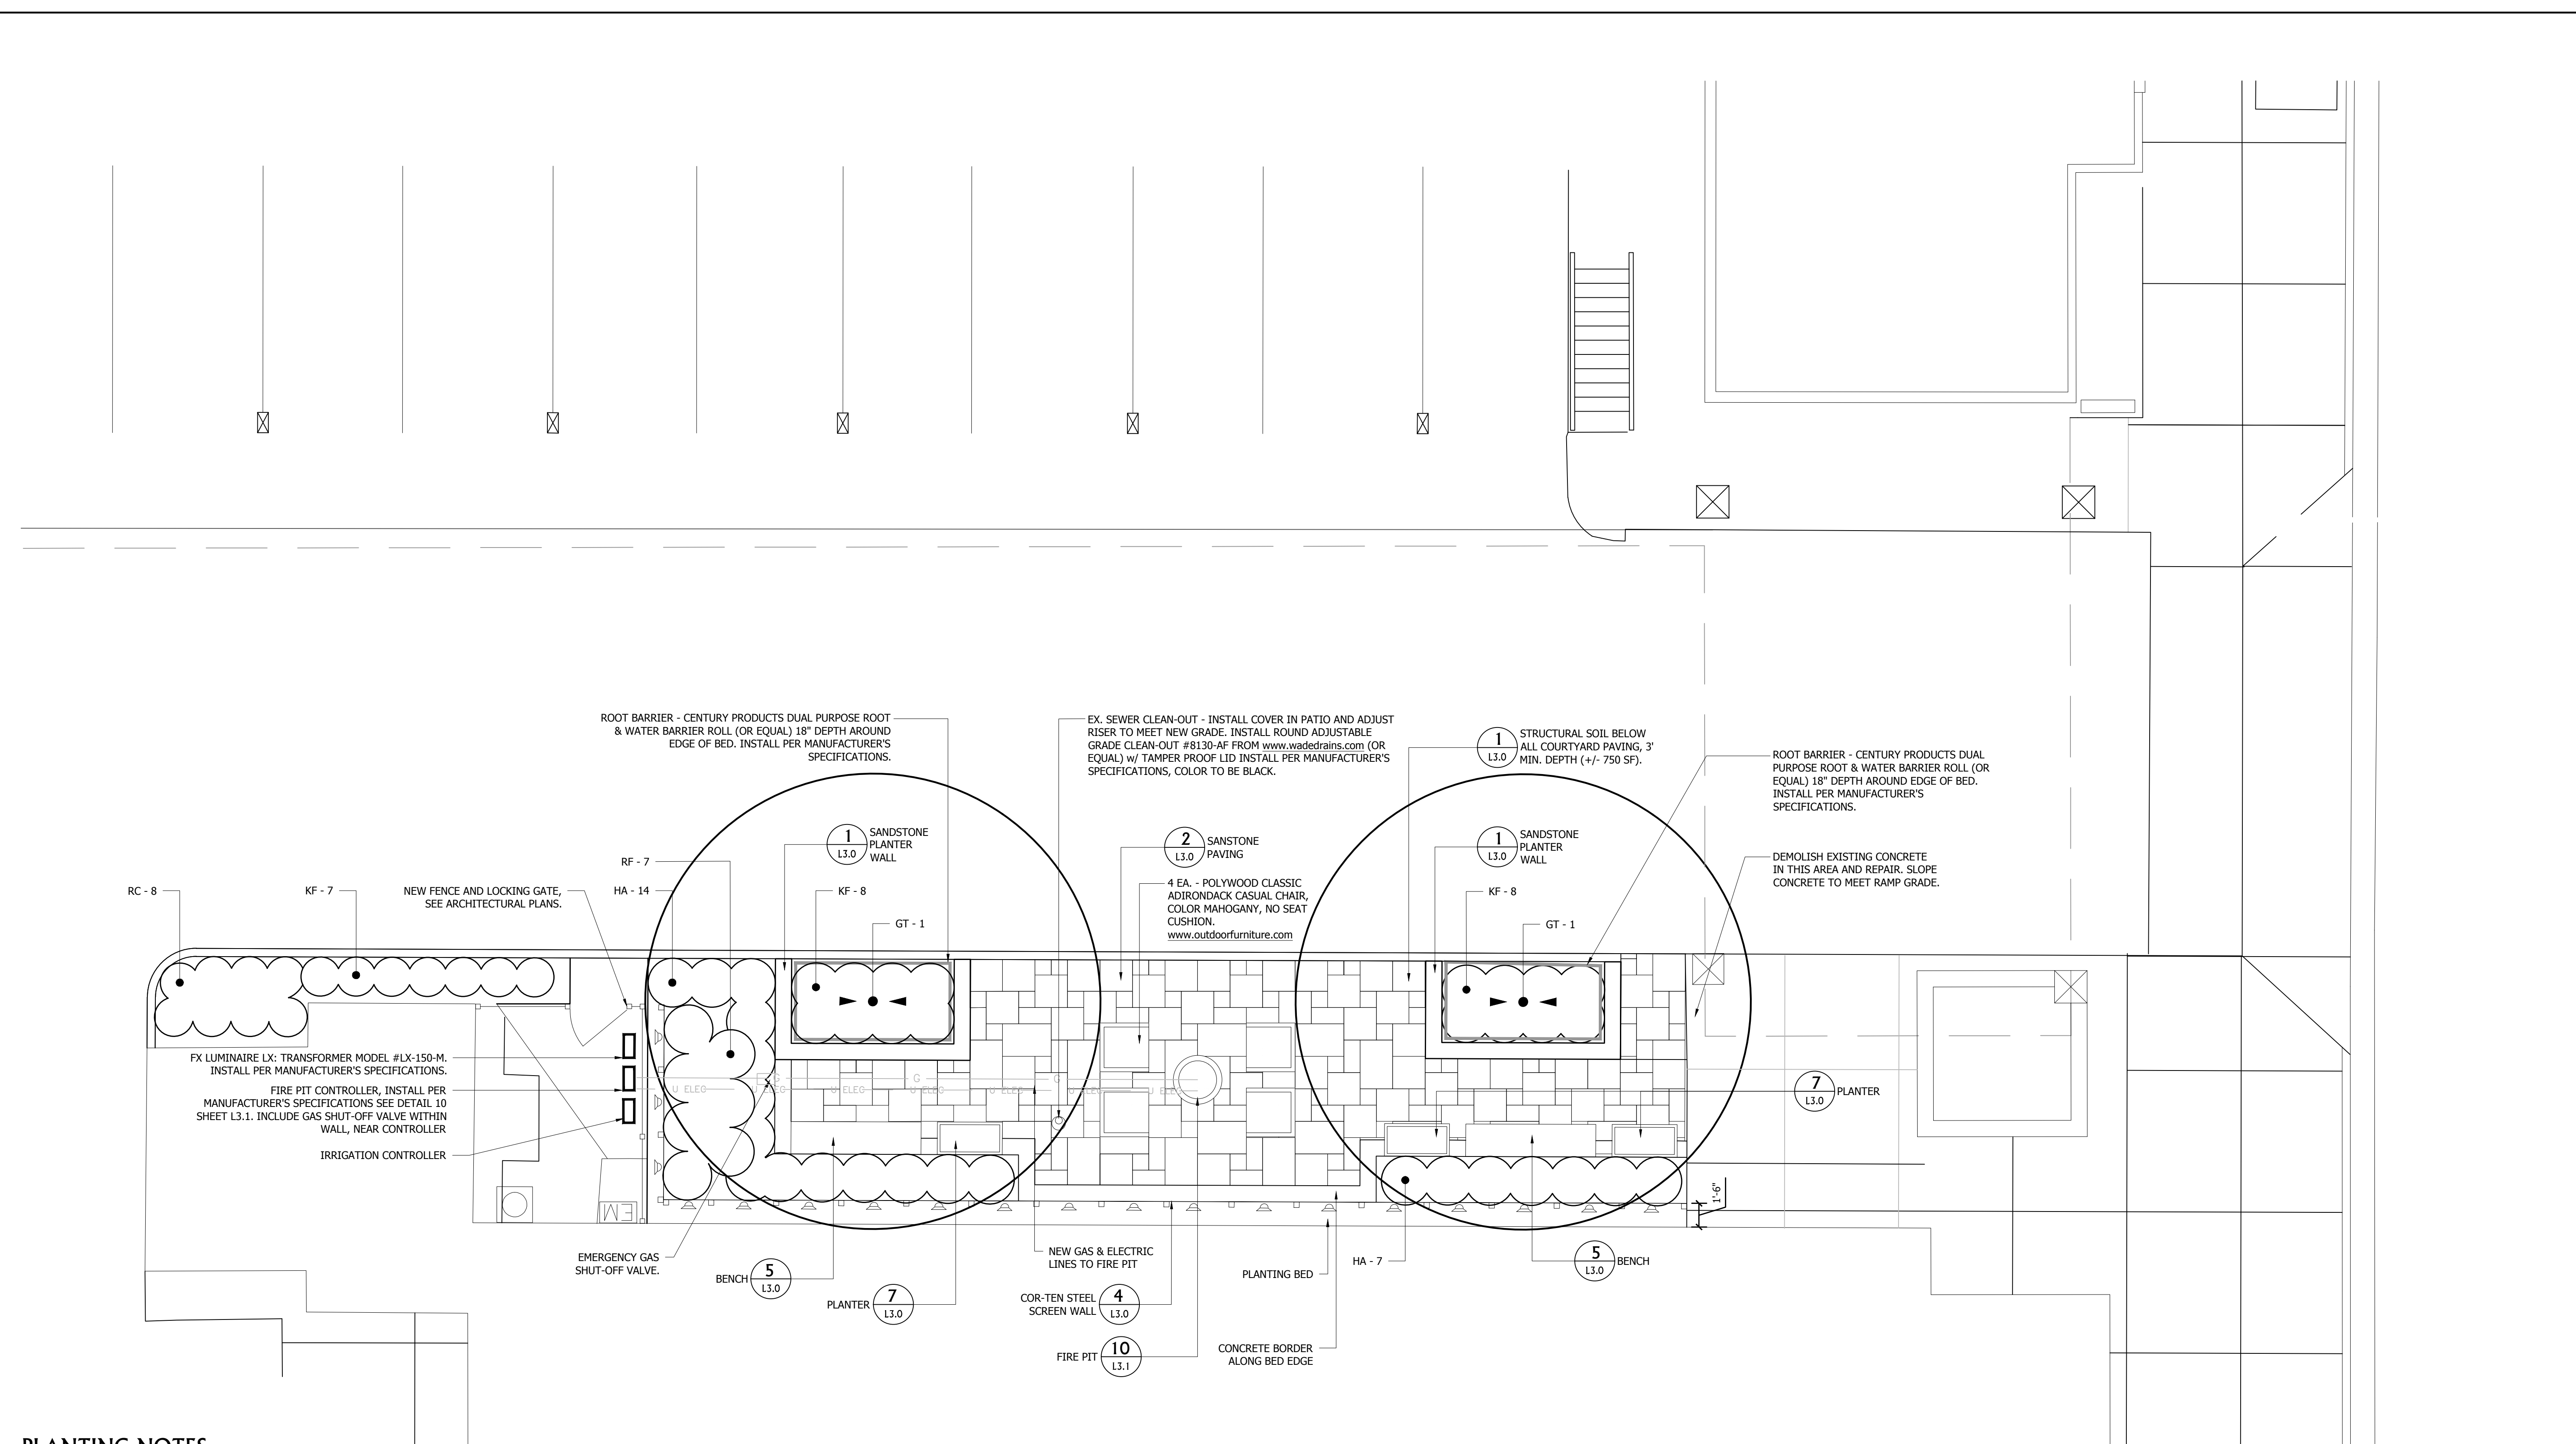 ROOT BARRIER - CENTURY PRODUCTS DUAL PURPOSE ROOT
& WATER BARRIER ROLL (OR EQUAL) 18" DEPTH AROUND
EDGE OF BED. INSTALL PER MANUFACTURER'S
SPECIFICATIONS.
EX. SEWER CLEAN-OUT - INSTALL COVER IN PATIO AND ADJUST
RISER TO MEET NEW GRADE. INSTALL ROUND ADJUSTABLE
GRADE CLEAN-OUT #8130-AF FROM www.wadedrains.com (OR
EQUAL) w/ TAMPER PROOF LID INSTALL PER MANUFACTURER'S
SPECIFICATIONS, COLOR TO BE BLACK.
1
L3.0
STRUCTURAL SOIL BELOW
ALL COURTYARD PAVING, 3'
MIN. DEPTH (+/- 750 SF).
ROOT BARRIER - CENTURY PRODUCTS DUAL
PURPOSE ROOT & WATER BARRIER ROLL (OR
EQUAL) 18" DEPTH AROUND EDGE OF BED.
INSTALL PER MANUFACTURER'S
SPECIFICATIONS.
1
L3.0
SANDSTONE
PLANTER
WALL
2
L3.0
SANSTONE
PAVING
1
L3.0
SANDSTONE
PLANTER
WALL
DEMOLISH EXISTING CONCRETE
IN THIS AREA AND REPAIR. SLOPE
CONCRETE TO MEET RAMP GRADE.
RF - 7
RC - 8
KF - 7
NEW FENCE AND LOCKING GATE,
SEE ARCHITECTURAL PLANS.
HA - 14
KF - 8
GT - 1
4 EA. - POLYWOOD CLASSIC
ADIRONDACK CASUAL CHAIR,
COLOR MAHOGANY, NO SEAT
CUSHION.
www.outdoorfurniture.com
KF - 8
GT - 1
FX LUMINAIRE LX: TRANSFORMER MODEL #LX-150-M.
INSTALL PER MANUFACTURER'S SPECIFICATIONS.
FIRE PIT CONTROLLER, INSTALL PER
MANUFACTURER'S SPECIFICATIONS SEE DETAIL 10
SHEET L3.1. INCLUDE GAS SHUT-OFF VALVE WITHIN
WALL, NEAR CONTROLLER
IRRIGATION CONTROLLER
G G G
U ELEC U ELEC U ELEC U ELEC U ELEC U ELEC U ELEC
7
L3.0
PLANTER
EM
1'-6"
EMERGENCY GAS
SHUT-OFF VALVE.
BENCH
5
L3.0
PLANTER
7
L3.0
NEW GAS & ELECTRIC
LINES TO FIRE PIT
COR-TEN STEEL
SCREEN WALL
4
L3.0
FIRE PIT
10
L3.1
PLANTING BED
CONCRETE BORDER
ALONG BED EDGE
HA - 7
5
L3.0
BENCH
PLANTING NOTES